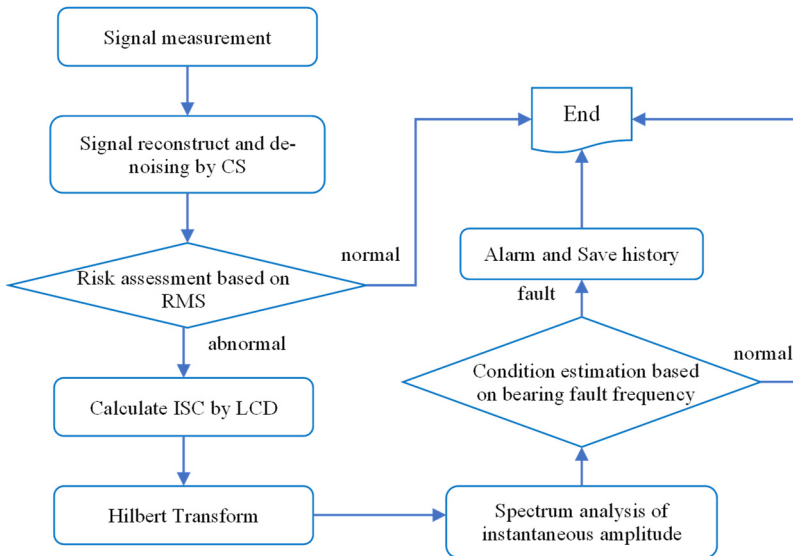 Signal measurement
Signal reconstruct and de-
noising by CS
Risk assessment based on
RMS
normal
abnormal
Calculate ISC by LCD
Hilbert Transform
Spectrum analysis of
instantaneous amplitude
Condition estimation based
on bearing fault frequency
normal
fault
Alarm and Save history
End